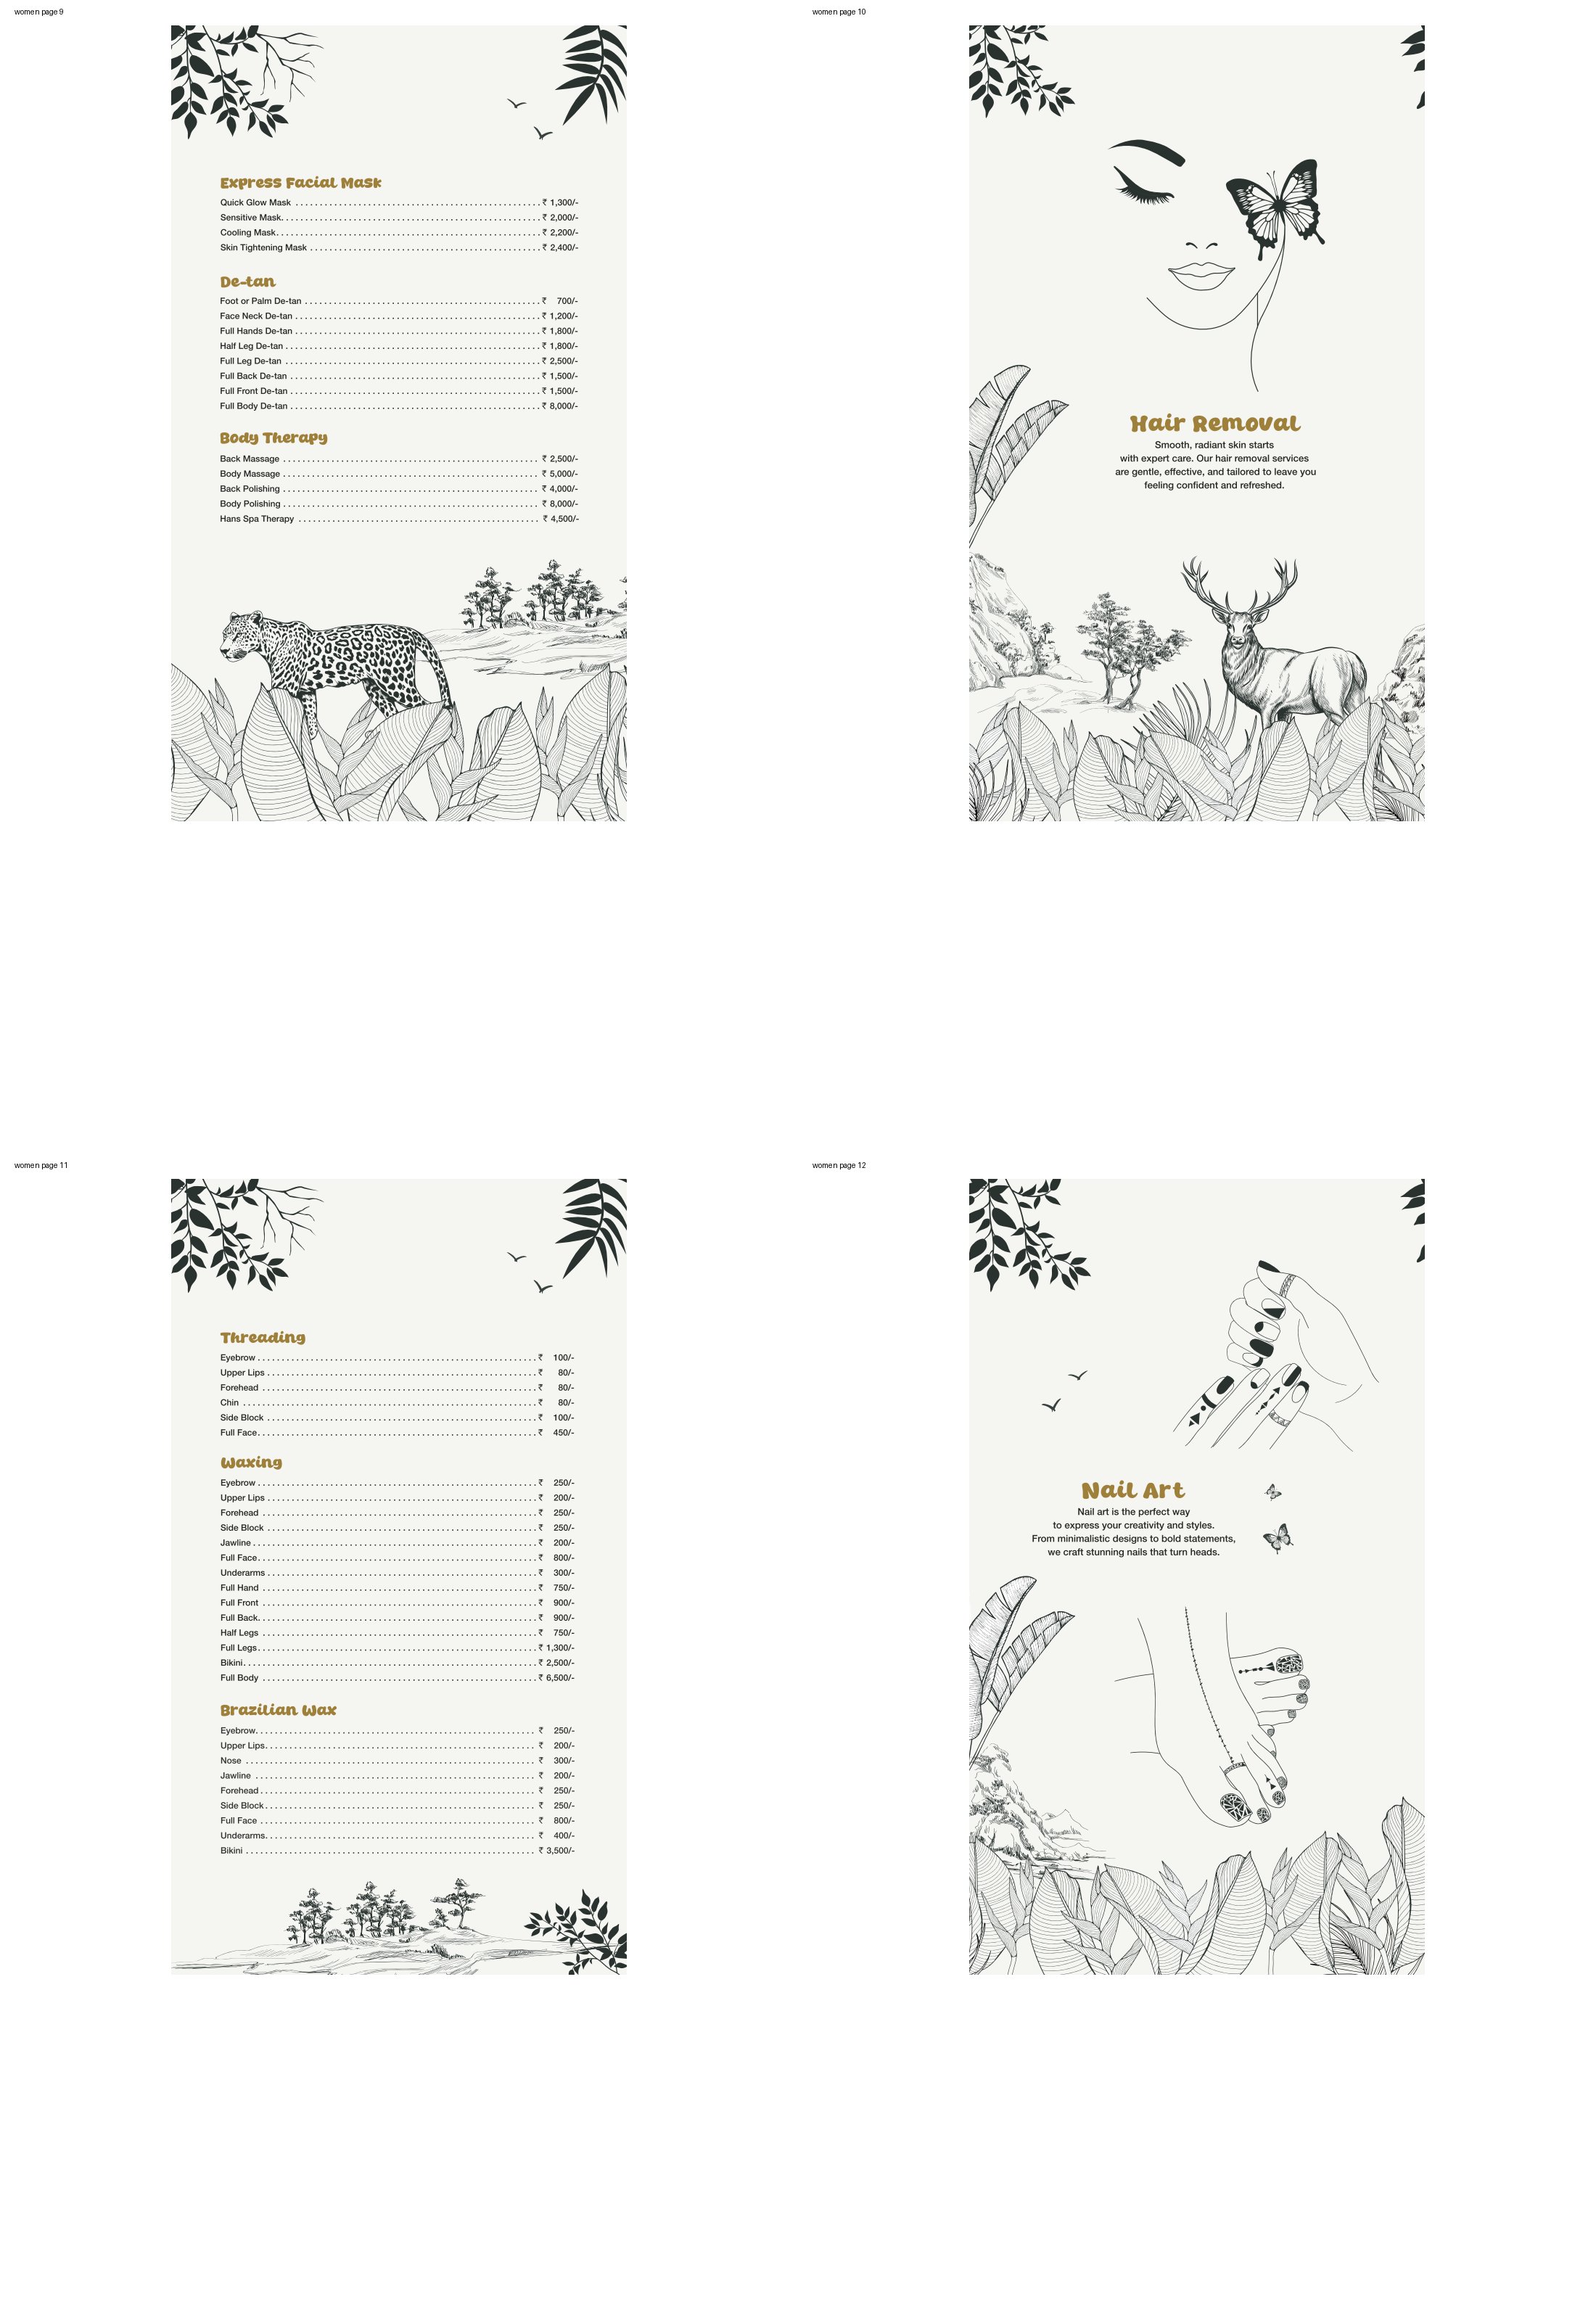 women page 9
Express Facial Mask
Quick Glow Mask ₹ 1,300/-
Sensitive Mask ₹ 2,000/-
Cooling Mask ₹ 2,200/-
Skin Tightening Mask ₹ 2,400/-
De-tan
Foot or Palm De-tan ₹ 700/-
Face Neck De-tan ₹ 1,200/-
Full Hands De-tan ₹ 1,800/-
Half Leg De-tan ₹ 1,800/-
Full Leg De-tan ₹ 2,500/-
Full Back De-tan ₹ 1,500/-
Full Front De-tan ₹ 1,500/-
Full Body De-tan ₹ 8,000/-
Body Therapy
Back Massage ₹ 2,500/-
Body Massage ₹ 5,000/-
Back Polishing ₹ 4,000/-
Body Polishing ₹ 8,000/-
Hans Spa Therapy ₹ 4,500/-
women page 10
Hair Removal
Smooth, radiant skin starts
with expert care. Our hair removal services
are gentle, effective, and tailored to leave you
feeling confident and refreshed.
women page 11
Threading
Eyebrow ₹ 100/-
Upper Lips ₹ 80/-
Forehead ₹ 80/-
Chin ₹ 80/-
Side Block ₹ 100/-
Full Face ₹ 450/-
Waxing
Eyebrow ₹ 250/-
Upper Lips ₹ 200/-
Forehead ₹ 250/-
Side Block ₹ 250/-
Jawline ₹ 200/-
Full Face ₹ 800/-
Underarms ₹ 300/-
Full Hand ₹ 750/-
Full Front ₹ 900/-
Full Back ₹ 900/-
Half Legs ₹ 750/-
Full Legs ₹ 1,300/-
Bikini ₹ 2,500/-
Full Body ₹ 6,500/-
Brazilian Wax
Eyebrow ₹ 250/-
Upper Lips ₹ 200/-
Nose ₹ 300/-
Jawline ₹ 200/-
Forehead ₹ 250/-
Side Block ₹ 250/-
Full Face ₹ 800/-
Underarms ₹ 400/-
Bikini ₹ 3,500/-
women page 12
Nail Art
Nail art is the perfect way
to express your creativity and styles.
From minimalistic designs to bold statements,
we craft stunning nails that turn heads.